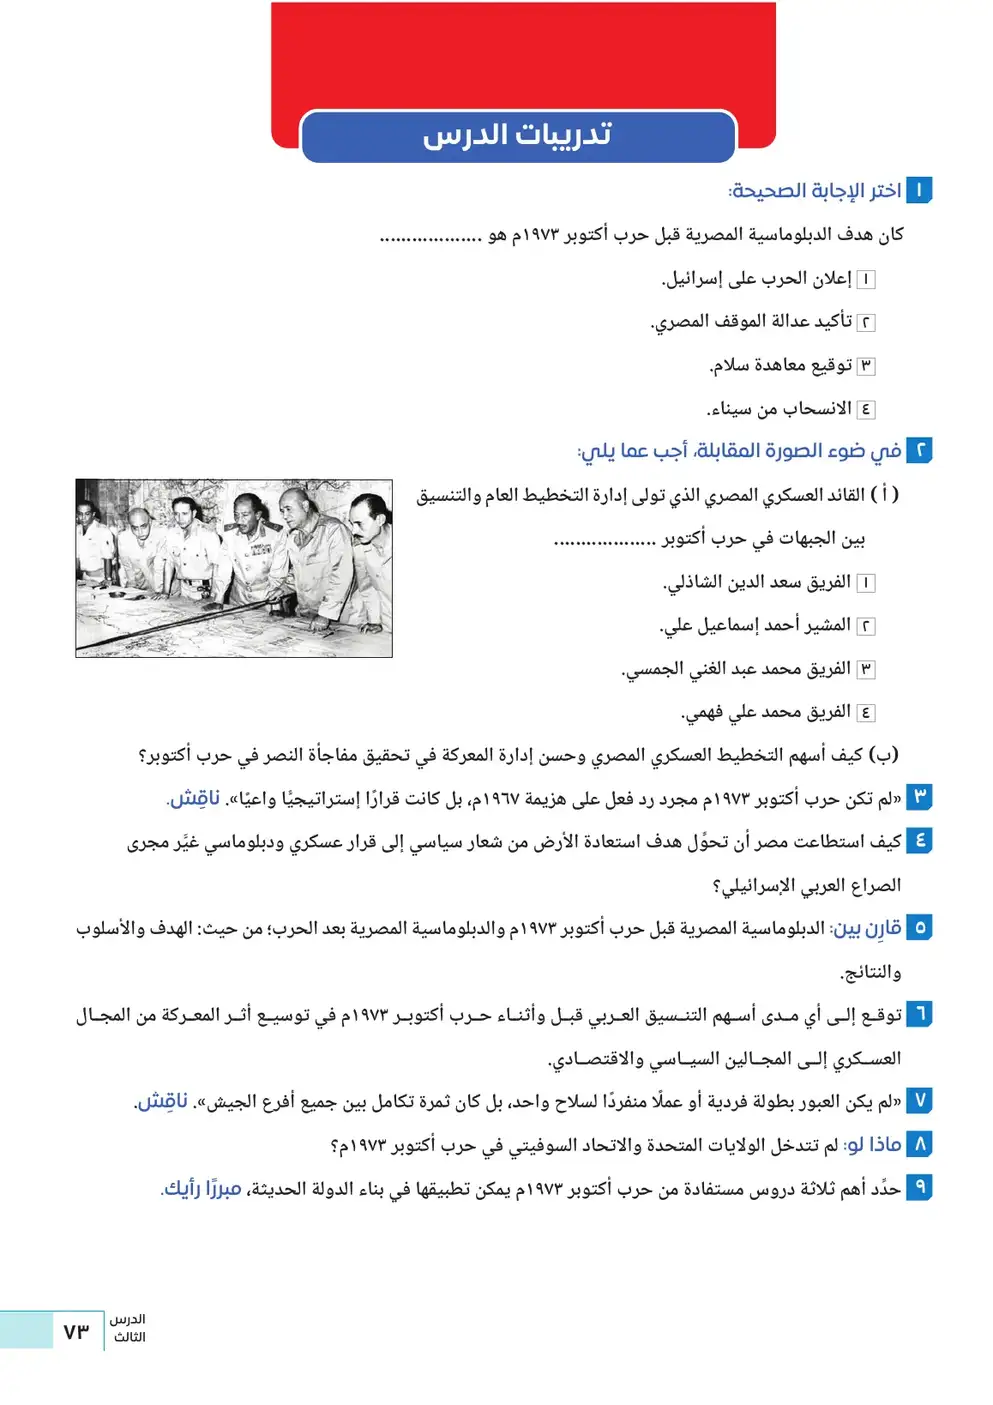 تدريبات الدرس
١ اختر الإجابة الصحيحة:
كان هدف الدبلوماسية المصرية قبل حرب أكتوبر ١٩٧٣م هو ...................
١ إعلان الحرب على إسرائيل.
٢ تأكيد عدالة الموقف المصري.
٣ توقيع معاهدة سلام.
٤ الانسحاب من سيناء.
٢ في ضوء الصورة المقابلة، أجب عما يلي:
( أ ) القائد العسكري المصري الذي تولى إدارة التخطيط العام والتنسيق
بين الجبهات في حرب أكتوبر ...................
١ الفريق سعد الدين الشاذلي.
٢ المشير أحمد إسماعيل علي.
٣ الفريق محمد عبد الغني الجمسي.
٤ الفريق محمد علي فهمي.
(ب) كيف أسهم التخطيط العسكري المصري وحسن إدارة المعركة في تحقيق مفاجأة النصر في حرب أكتوبر؟
٣ «لم تكن حرب أكتوبر ١٩٧٣م مجرد رد فعل على هزيمة ١٩٦٧م، بل كانت قرارًا إستراتيجيًّا واعيًا». ناقِش.
٤ كيف استطاعت مصر أن تحوِّل هدف استعادة الأرض من شعار سياسي إلى قرار عسكري ودبلوماسي غيَّر مجرى
الصراع العربي الإسرائيلي؟
٥ قارِن بين: الدبلوماسية المصرية قبل حرب أكتوبر ١٩٧٣م والدبلوماسية المصرية بعد الحرب؛ من حيث: الهدف والأسلوب
والنتائج.
٦ توقع إلى أي مدى أسهم التنسيق العربي قبل وأثناء حرب أكتوبر ١٩٧٣م في توسيع أثر المعركة من المجال
العسكري إلى المجالين السياسي والاقتصادي.
٧ «لم يكن العبور بطولة فردية أو عملًا منفردًا لسلاح واحد، بل كان ثمرة تكامل بين جميع أفرع الجيش». ناقِش.
٨ ماذا لو: لم تتدخل الولايات المتحدة والاتحاد السوفيتي في حرب أكتوبر ١٩٧٣م؟
٩ حدِّد أهم ثلاثة دروس مستفادة من حرب أكتوبر ١٩٧٣م يمكن تطبيقها في بناء الدولة الحديثة، مبررًا رأيك.
الدرس
الثالث
٧٣